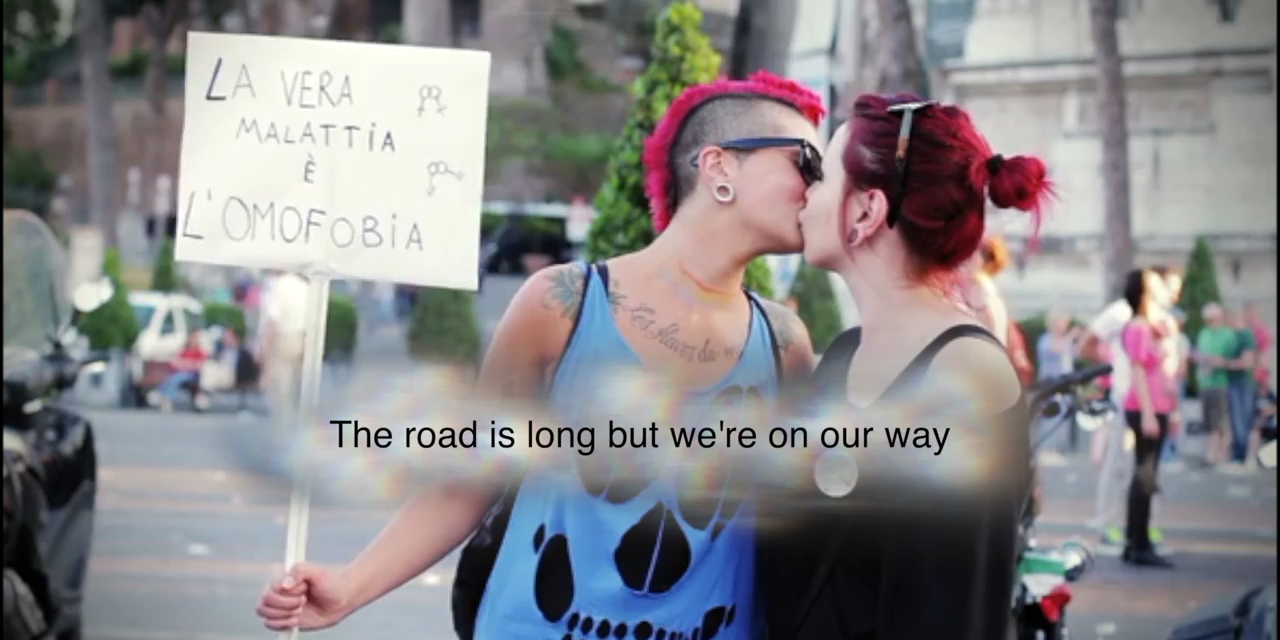 LA VERA
MALATTiA
È
L'OMOFOBiA
The road is long but we're on our way